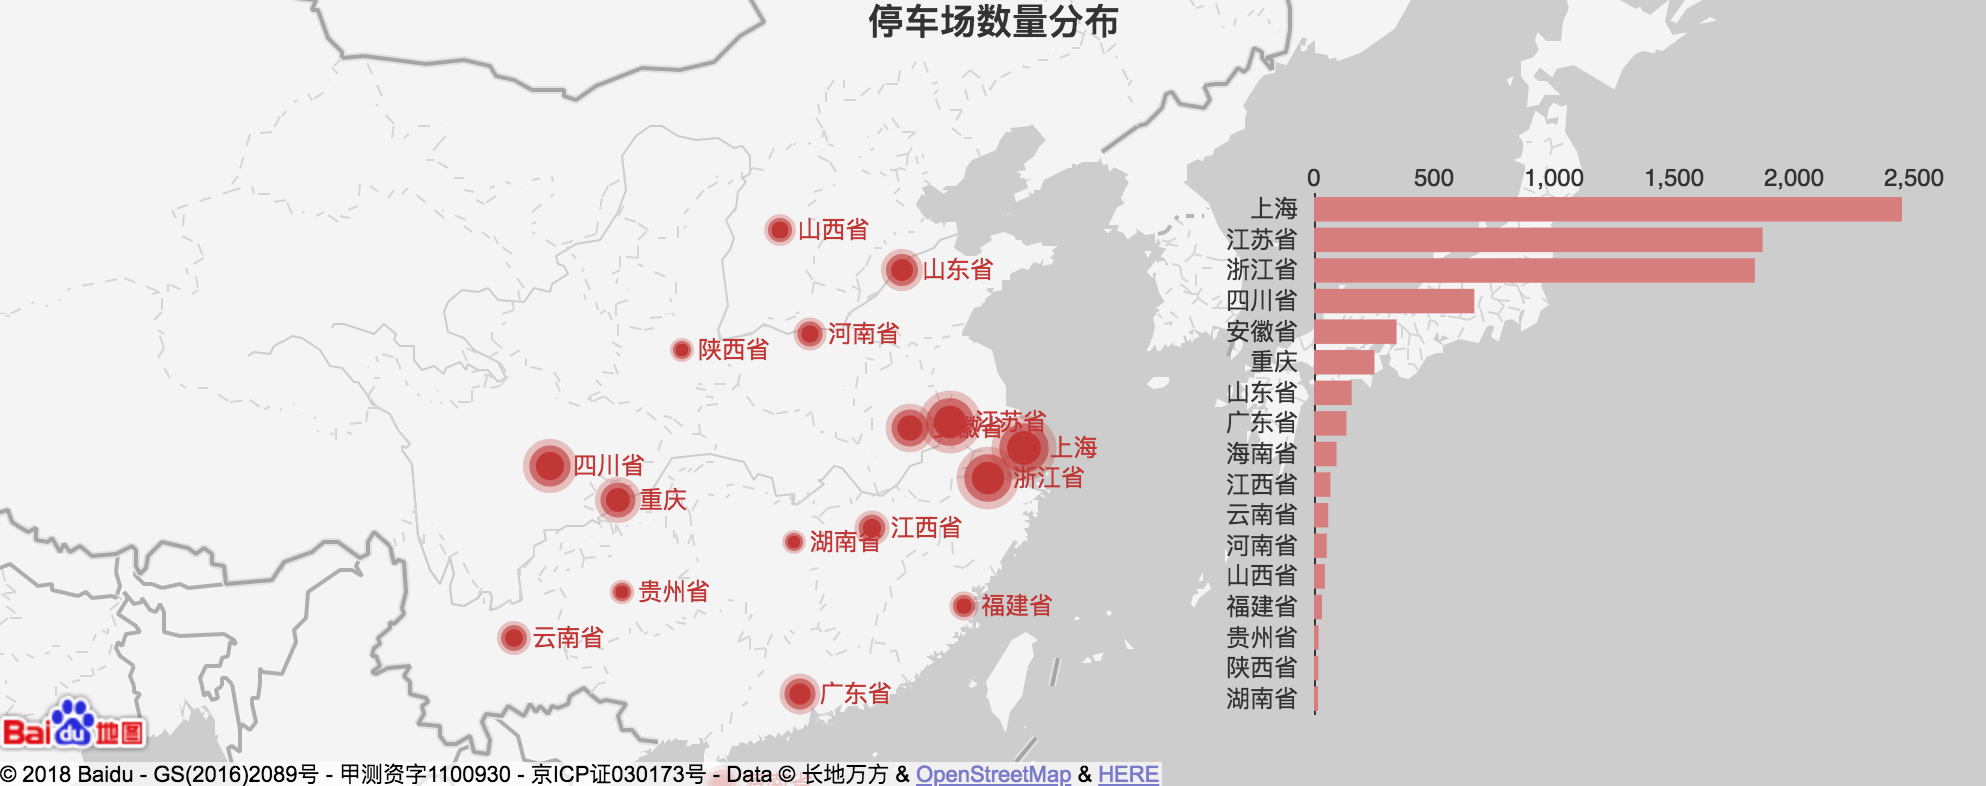 停车场数量分布
山西省
山东省
河南省
陕西省
江苏省
徽省
上海
四川省
浙江省
重庆
江西省
湖南省
贵州省
福建省
云南省
广东省
0 500 1,000 1,500 2,000 2,500
上海
江苏省
浙江省
四川省
安徽省
重庆
山东省
广东省
海南省
江西省
云南省
河南省
山西省
福建省
贵州省
陕西省
湖南省
Bai du 地图
© 2018 Baidu - GS(2016)2089号 - 甲测资字1100930 - 京ICP证030173号 - Data © 长地万方 & OpenStreetMap & HERE